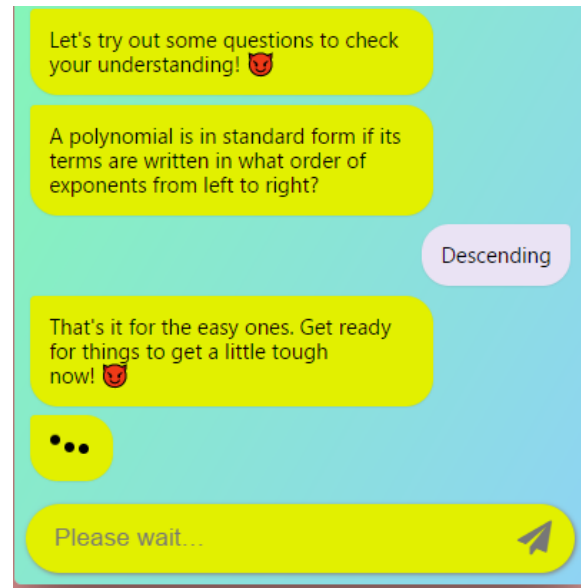 Let's try out some questions to check
your understanding! 😈
A polynomial is in standard form if its
terms are written in what order of
exponents from left to right?
Descending
That's it for the easy ones. Get ready
for things to get a little tough
now! 😈
Please wait...